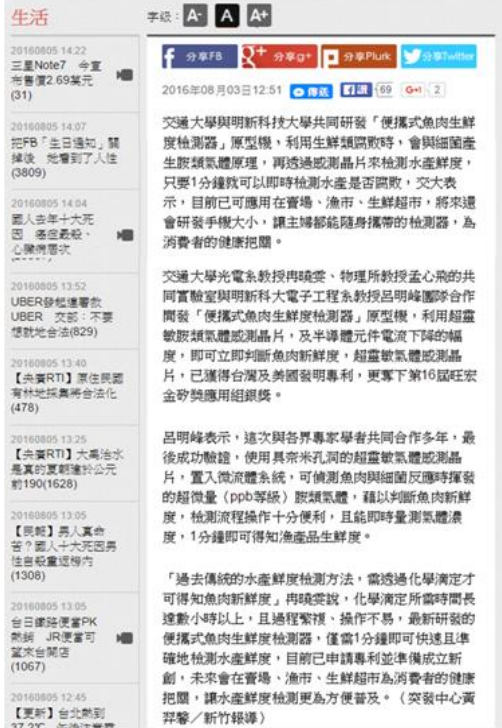 生活
20160805 14:22
三星Note7 今宣
布售價2.69萬元
(31)
20160805 14:07
把FB「生日通知」關
掉後 她看到了人性
(3809)
20160805 14:04
國人去年十大死
因 癌症最殺、
心臟病居次
20160805 13:52
UBER發起連署救
UBER 交部：不要
想就地合法(829)
20160805 13:40
【央廣RTI】原住民
有林地採集將合法化
(478)
20160805 13:25
【央廣RTI】大禹治水
是真的夏朝建於公元
前190(1628)
20160805 13:05
【民報】男人真命
苦？國人十大死因男
性自殺重返榜內
(1308)
20160805 13:05
台日鐵路便當PK
熱銷 JR便當可
望來台開店
(1067)
20160805 12:45
【更新】台北飆到
字級：A- A A+
分享FB 分享g+ 分享Plurk 分享Twitter
2016年08月03日12:51 傳送 69 G+1 2
交通大學與明新科技大學共同研發「便攜式魚肉生鮮
度檢測器」原型機，利用生鮮類腐敗時，會與細菌產
生胺類氣體原理，再透過感測晶片來檢測水產鮮度，
只要1分鐘就可以即時檢測水產是否腐敗，交大表
示，目前已可應用在賣場、漁市、生鮮超市，將來還
會研發手機大小，讓主婦都能隨身攜帶的檢測器，為
消費者的健康把關。
交通大學光電系教授冉曉雯、物理所教授孟心飛的共
同實驗室與明新科大電子工程系教授呂明峰團隊合作
開發「便攜式魚肉生鮮度檢測器」原型機，利用超靈
敏胺類氣體感測晶片，及半導體元件電流下降的幅
度，即可立即判斷魚肉新鮮度，超靈敏氣體感測晶
片，已獲得台灣及美國發明專利，更奪下第16屆旺宏
金矽獎應用組銀獎。
呂明峰表示，這次與各界專家學者共同合作多年，最
後成功驗證，使用具奈米孔洞的超靈敏氣體感測晶
片，置入微流體系統，可偵測魚肉與細菌反應時揮發
的超微量（ppb等級）胺類氣體，藉以判斷魚肉新鮮
度，檢測流程操作十分便利，且能即時量測氣體濃
度，1分鐘即可得知漁產品生鮮度。
「過去傳統的水產鮮度檢測方法，需透過化學滴定才
可得知魚肉新鮮度」冉曉雯說，化學滴定所需時間長
達數小時以上，且過程繁複、操作不易，最新研發的
便攜式魚肉生鮮度檢測器，僅需1分鐘即可快速且準
確地檢測水產鮮度，目前已申請專利並準備成立新
創，未來會在賣場、漁市、生鮮超市為消費者的健康
把關，讓水產鮮度檢測更為方便普及。（突發中心黃
羿馨／新竹報導）